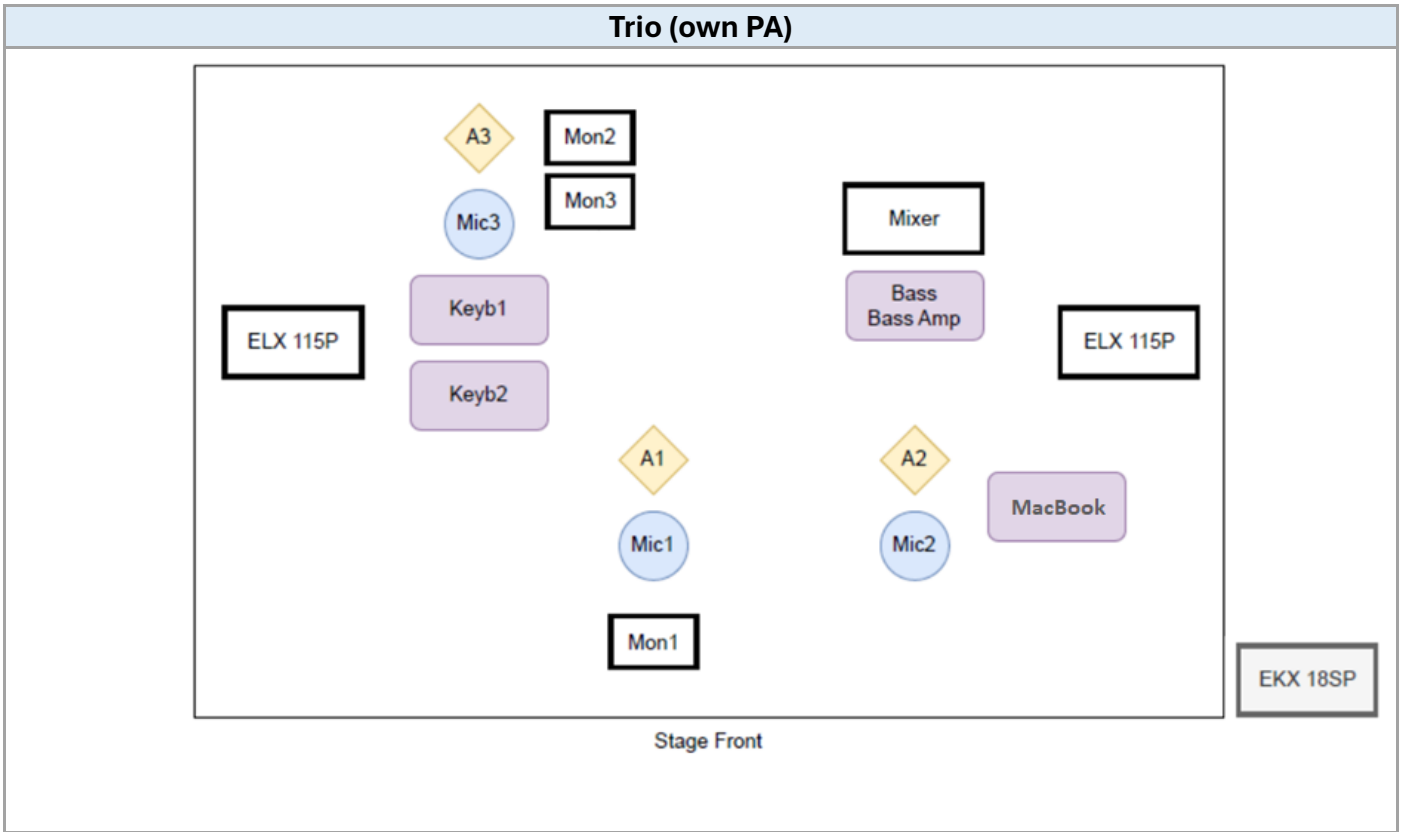 Trio (own PA)
A3
Mon2
Mon3
Mic3
Mixer
Keyb1
Bass
Bass Amp
ELX 115P
ELX 115P
Keyb2
A1
A2
MacBook
Mic1
Mic2
Mon1
EKX 18SP
Stage Front